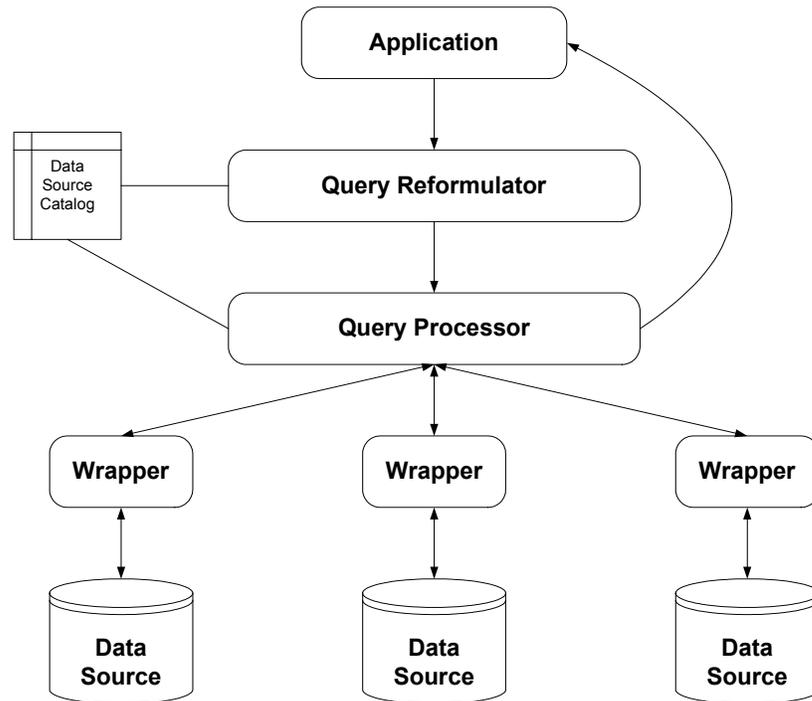 Application
Data
Source
Catalog
Query Reformulator
Query Processor
Wrapper
Wrapper
Wrapper
Data
Source
Data
Source
Data
Source